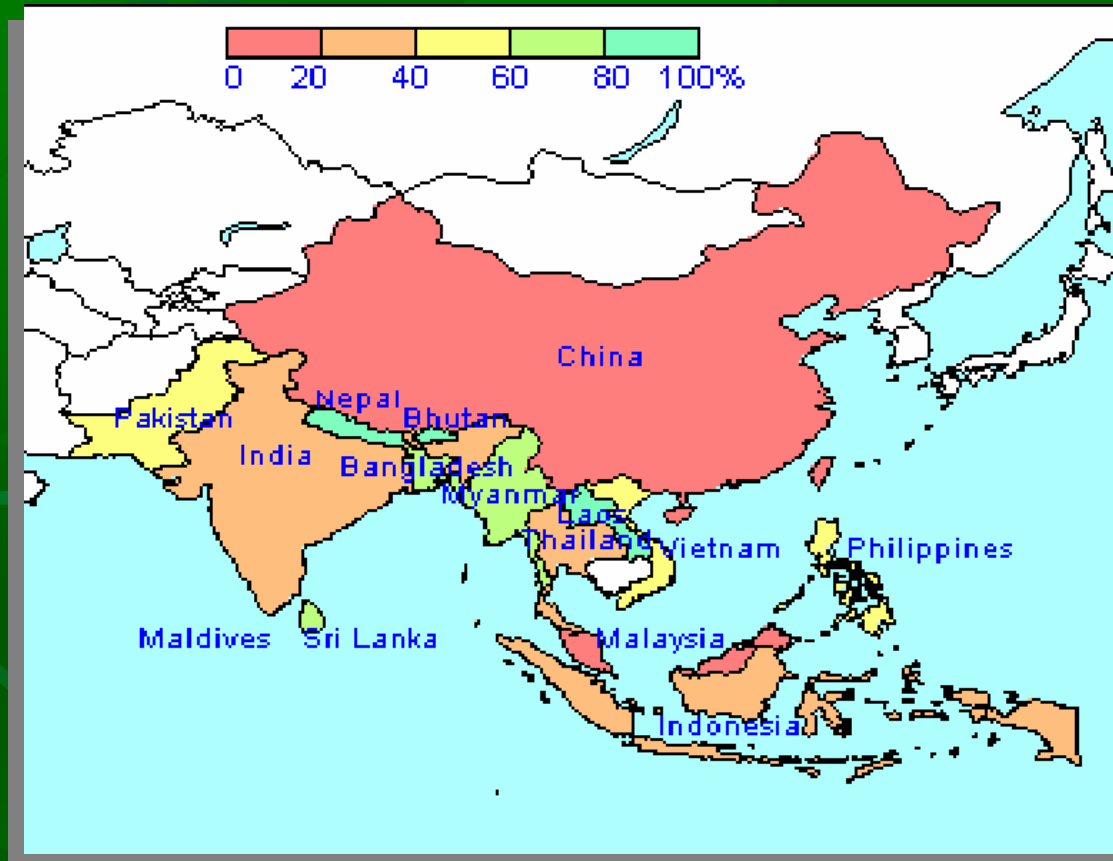 0 20 40 60 80 100%
China
Nepal
Bhutan
Pakistan
India
Bangladesh
Myanmar
Laos
Thailand
Vietnam
Philippines
Maldives
Sri Lanka
Malaysia
Indonesia